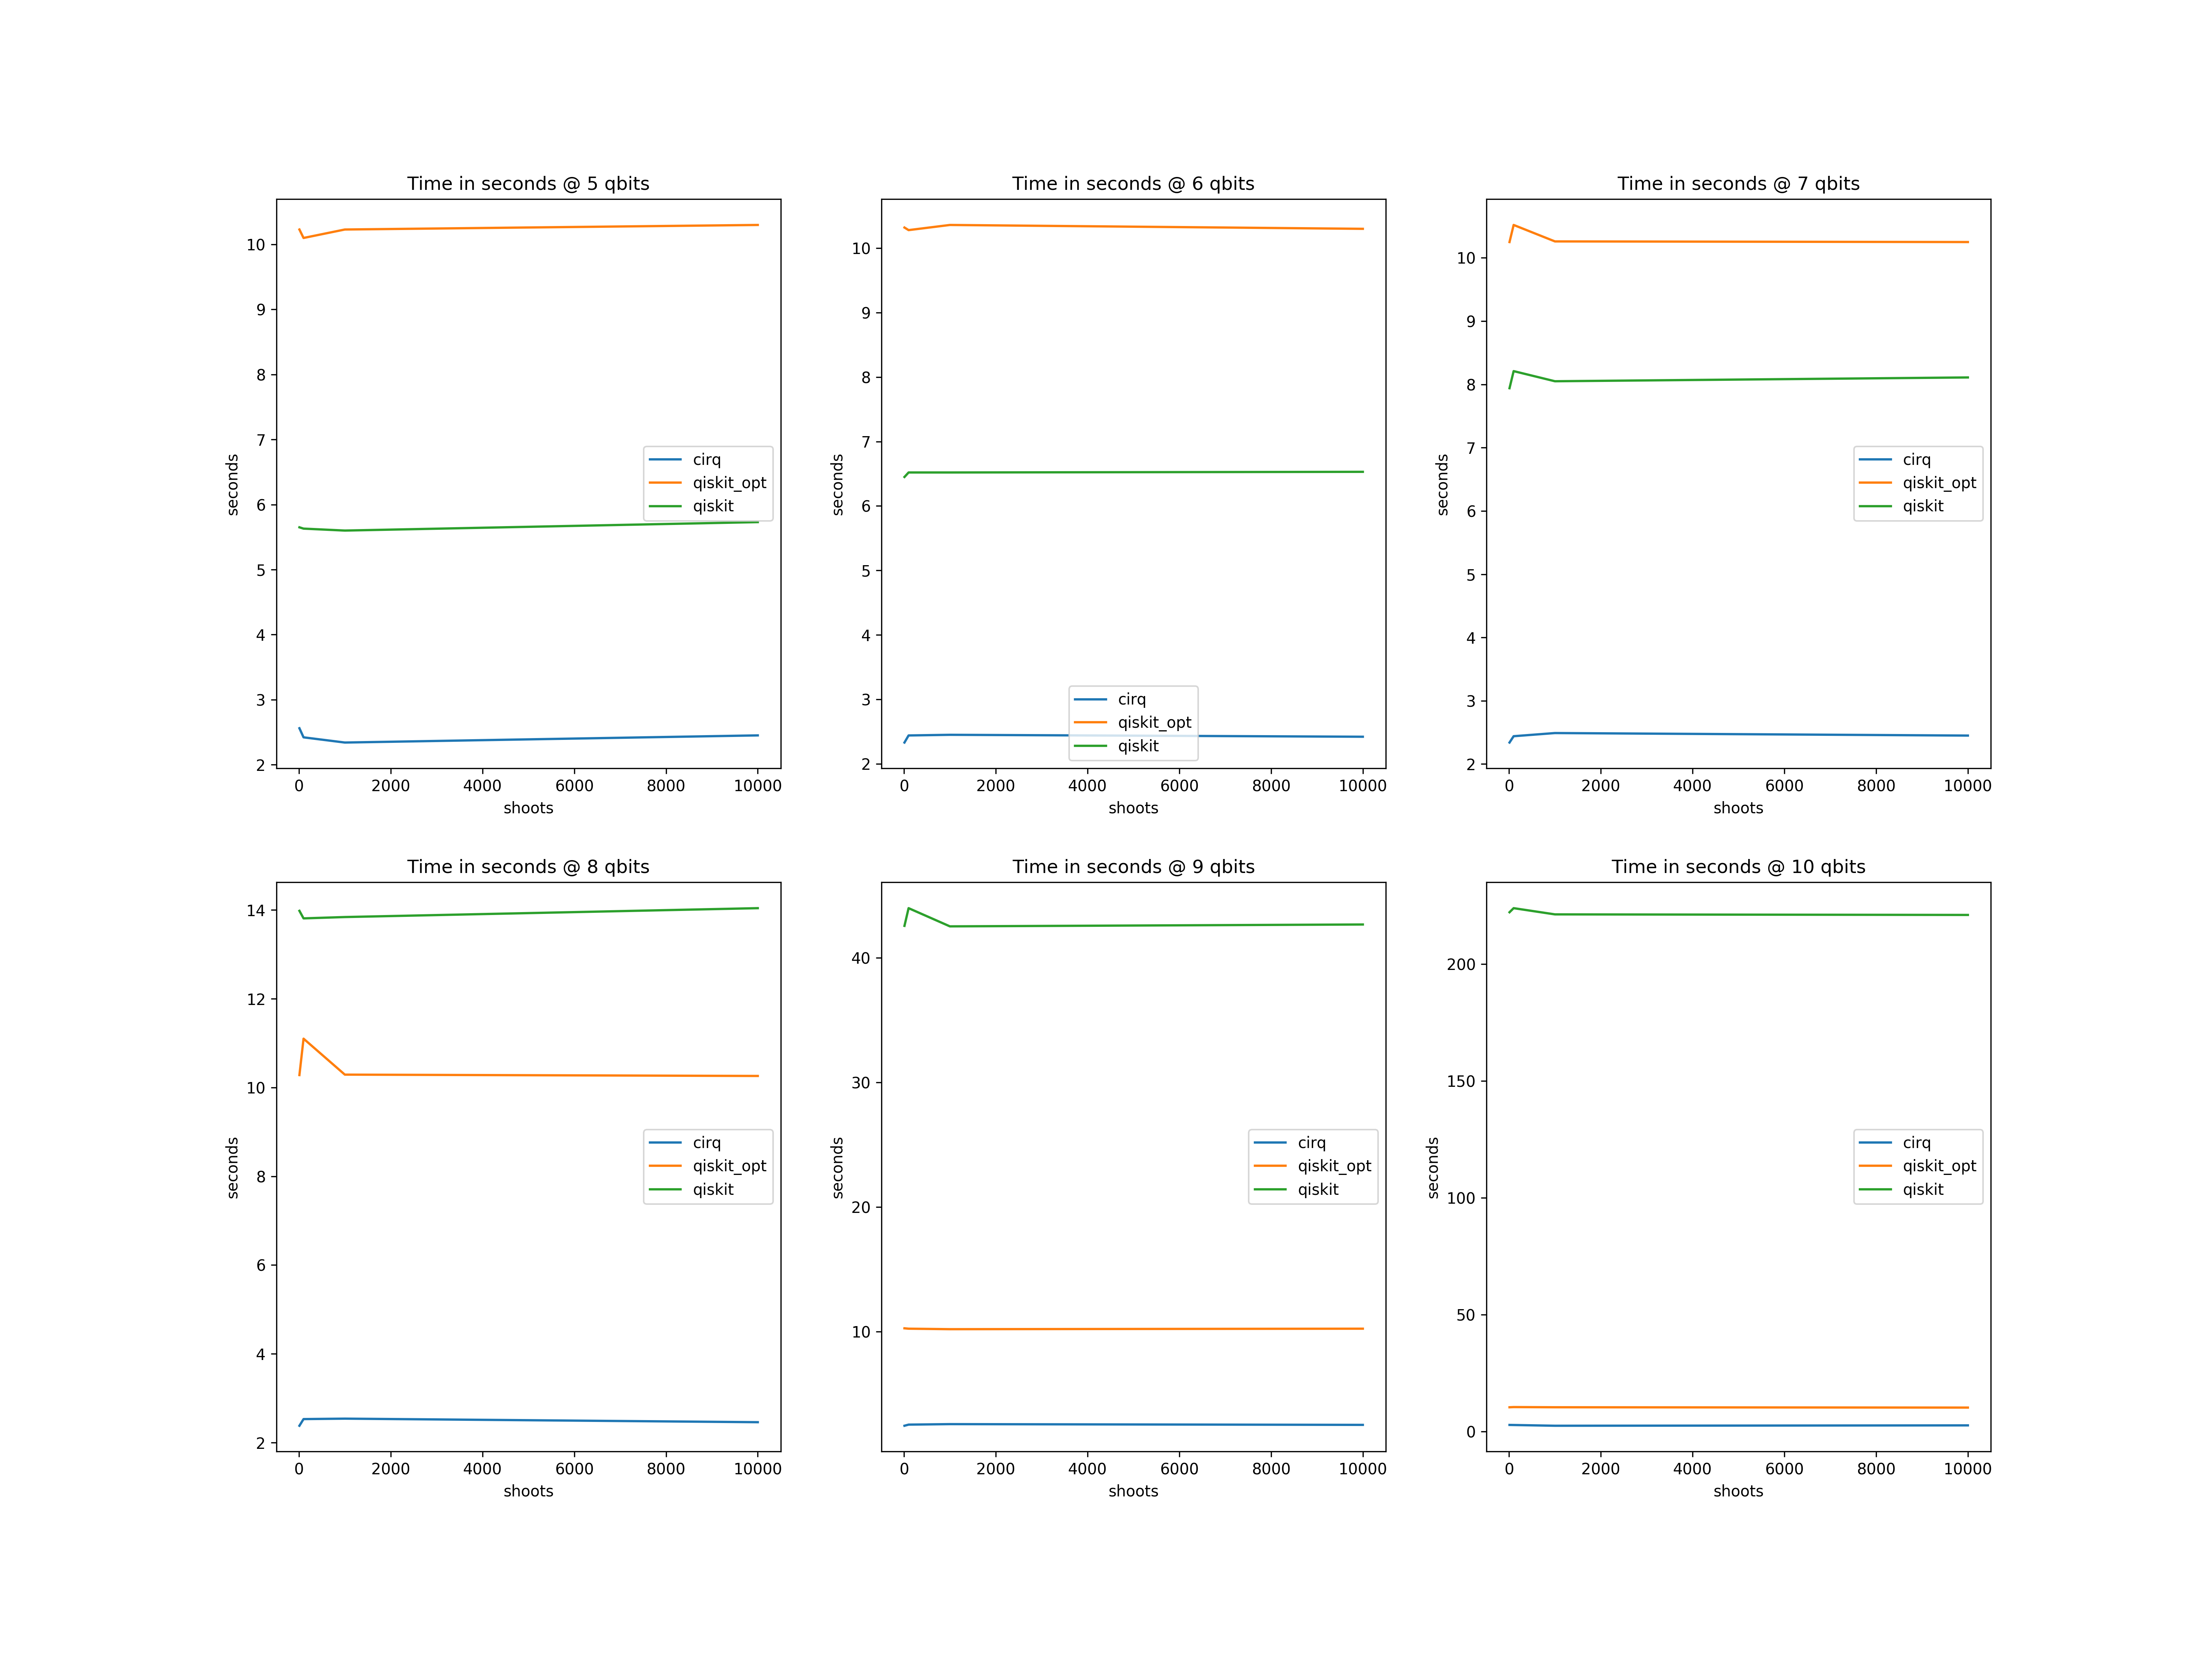 Time in seconds @ 5 qbits
seconds
10
9
8
7
6
5
4
3
2
cirq
qiskit_opt
qiskit
0 2000 4000 6000 8000 10000
shoots
Time in seconds @ 6 qbits
seconds
10
9
8
7
6
5
4
3
2
cirq
qiskit_opt
qiskit
0 2000 4000 6000 8000 10000
shoots
Time in seconds @ 7 qbits
seconds
10
9
8
7
6
5
4
3
2
cirq
qiskit_opt
qiskit
0 2000 4000 6000 8000 10000
shoots
Time in seconds @ 8 qbits
seconds
14
12
10
8
6
4
2
cirq
qiskit_opt
qiskit
0 2000 4000 6000 8000 10000
shoots
Time in seconds @ 9 qbits
seconds
40
30
20
10
cirq
qiskit_opt
qiskit
0 2000 4000 6000 8000 10000
shoots
Time in seconds @ 10 qbits
seconds
200
150
100
50
0
cirq
qiskit_opt
qiskit
0 2000 4000 6000 8000 10000
shoots